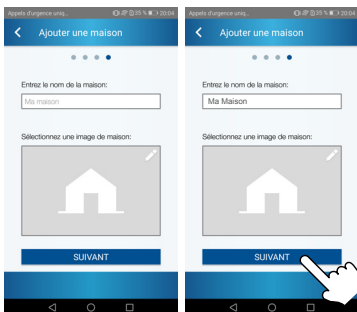 Appels d'urgence uniq... 35 % 20:04
Ajouter une maison
Entrez le nom de la maison:
Ma maison
Sélectionnez une image de maison:
SUIVANT
Appels d'urgence uniq... 35 % 20:04
Ajouter une maison
Entrez le nom de la maison:
Ma Maison
Sélectionnez une image de maison:
SUIVANT